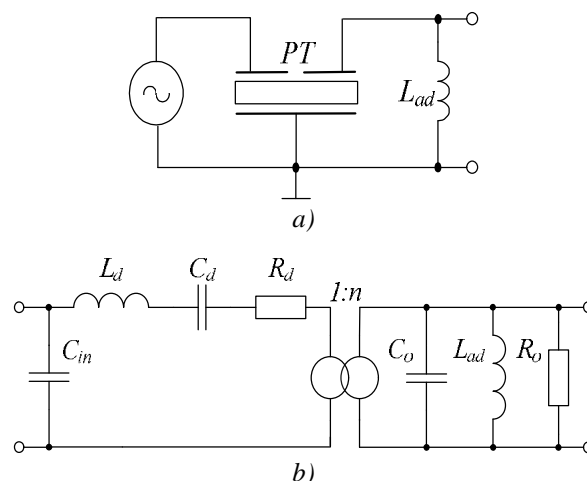 PT
L_ad
a)
L_d
C_d
R_d
1:n
C_in
C_o
L_ad
R_o
b)